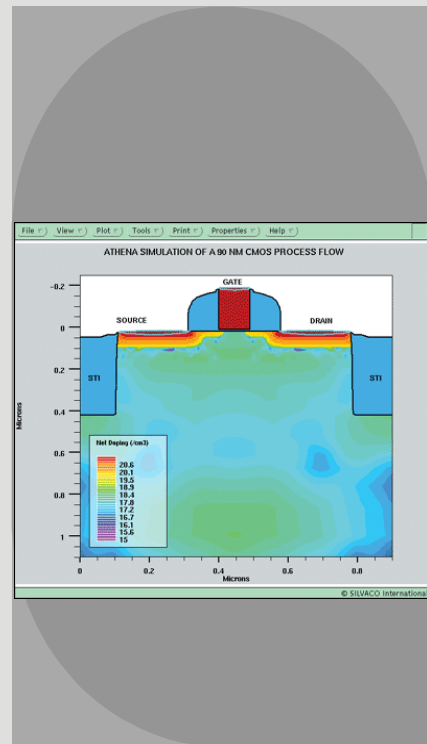 File View Plot Tools Print Properties Help
ATHENA SIMULATION OF A 90 NM CMOS PROCESS FLOW
GATE
SOURCE
DRAIN
STI
STI
-0.2
0
0.2
0.4
0.6
0.8
1
Microns
Net Doping (/cm3)
20.6
20.1
19.5
18.9
18.4
17.8
17.2
16.7
16.1
15.6
15
0 0.2 0.4 0.6 0.8
Microns
© SILVACO International